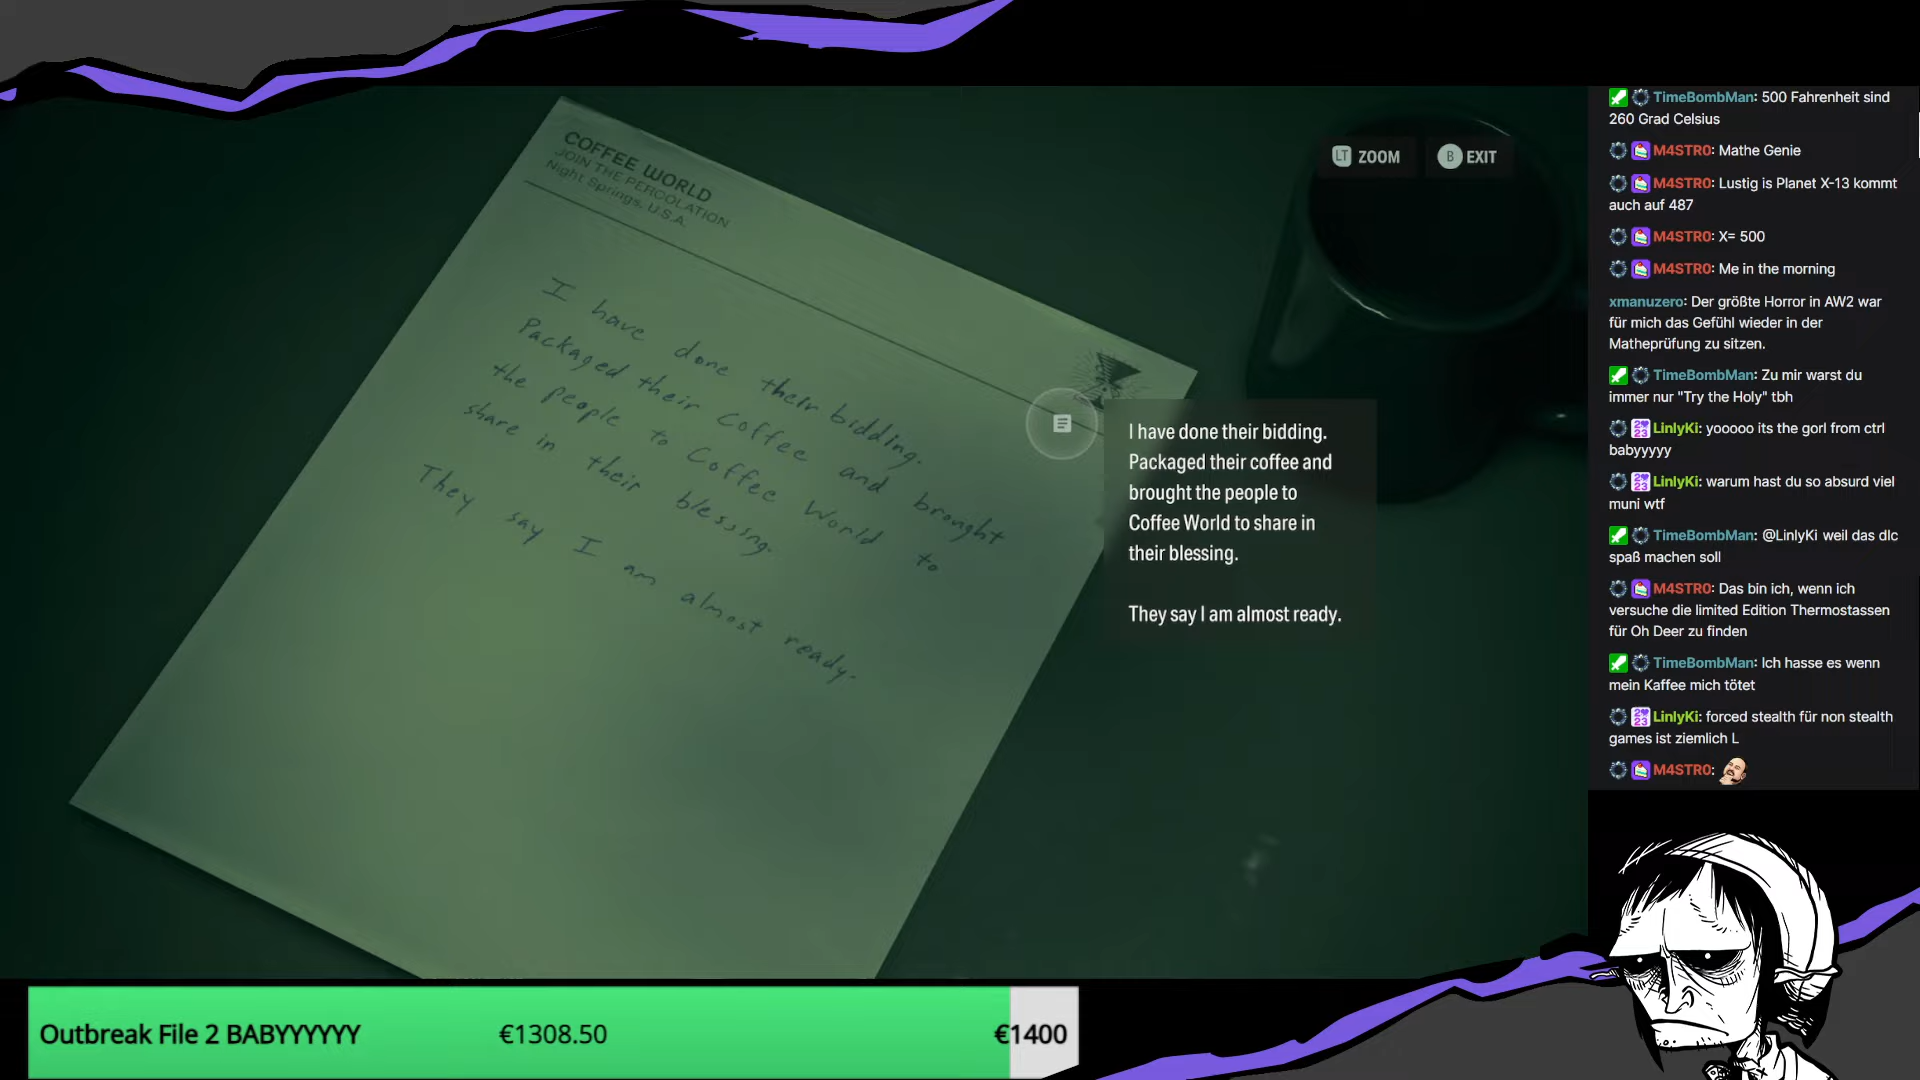 COFFEE WORLD
JOIN THE PERCOLATION
Night Springs, U.S.A.
I have done their bidding.
Packaged their Coffee and brought
the people to Coffee World to
share in their blessing.
They say I am almost ready.
LT ZOOM
B EXIT
I have done their bidding.
Packaged their coffee and
brought the people to
Coffee World to share in
their blessing.
They say I am almost ready.
TimeBombMan: 500 Fahrenheit sind
260 Grad Celsius
M4STR0: Mathe Genie
M4STR0: Lustig is Planet X-13 kommt
auch auf 487
M4STR0: X= 500
M4STR0: Me in the morning
xmanuzero: Der größte Horror in AW2 war
für mich das Gefühl wieder in der
Matheprüfung zu sitzen.
TimeBombMan: Zu mir warst du
immer nur "Try the Holy" tbh
LinlyKi: yooooo its the gorl from ctrl
babyyyyy
LinlyKi: warum hast du so absurd viel
muni wtf
TimeBombMan: @LinlyKi weil das dlc
spaß machen soll
M4STR0: Das bin ich, wenn ich
versuche die limited Edition Thermostassen
für Oh Deer zu finden
TimeBombMan: Ich hasse es wenn
mein Kaffee mich tötet
LinlyKi: forced stealth für non stealth
games ist ziemlich L
M4STR0:
Outbreak File 2 BABYYYYYY €1308.50 €1400